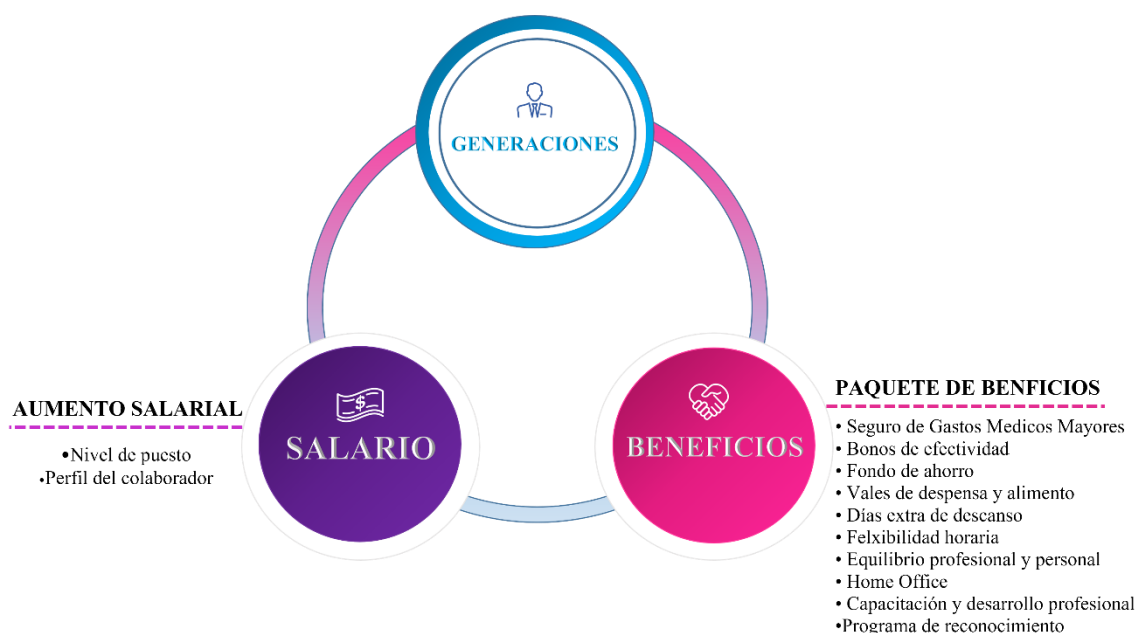 GENERACIONES
AUMENTO SALARIAL
•Nivel de puesto
•Perfil del colaborador
$
SALARIO
BENEFICIOS
PAQUETE DE BENFICIOS
• Seguro de Gastos Medicos Mayores
• Bonos de efectividad
• Fondo de ahorro
• Vales de despensa y alimento
• Días extra de descanso
• Felxibilidad horaria
• Equilibrio profesional y personal
• Home Office
• Capacitación y desarrollo profesional
•Programa de reconocimiento